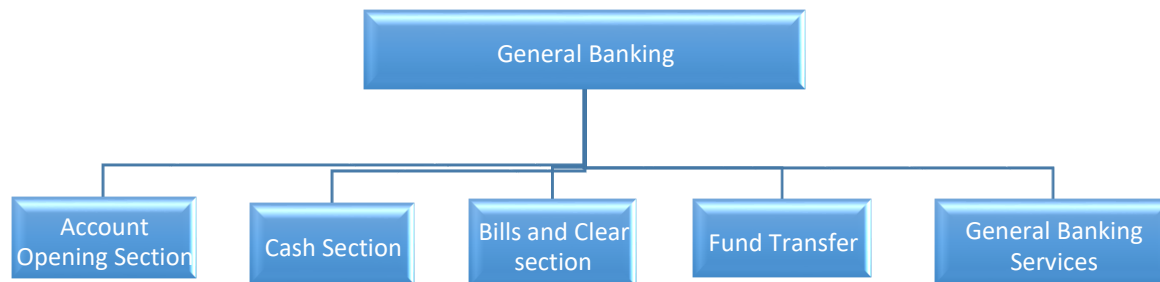 General Banking
Account
Opening Section
Cash Section
Bills and Clear
section
Fund Transfer
General Banking
Services